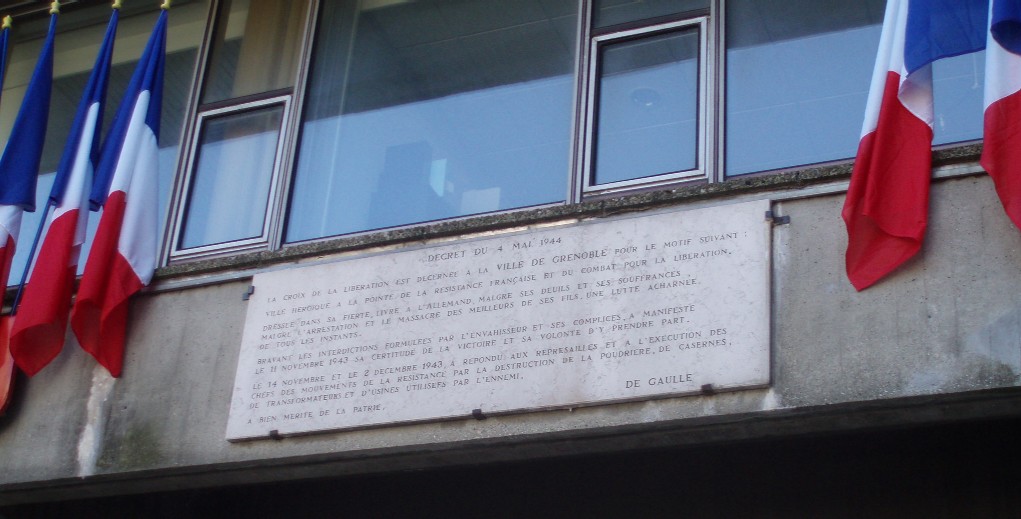 DECRET DU 4 MAI 1944
LA CROIX DE LA LIBERATION EST DECERNEE A LA VILLE DE GRENOBLE POUR LE MOTIF SUIVANT :
VILLE HEROIQUE A LA POINTE DE LA RESISTANCE FRANÇAISE ET DU COMBAT POUR LA LIBERATION,
DRESSEE DANS SA FIERTE, LIVRE A L'ALLEMAND, MALGRE SES DEUILS ET SES SOUFFRANCES,
MALGRE L'ARRESTATION ET LE MASSACRE DES MEILLEURS DE SES FILS, UNE LUTTE ACHARNEE
DE TOUS LES INSTANTS.
BRAVANT LES INTERDICTIONS FORMULEES PAR L'ENVAHISSEUR ET SES COMPLICES, A MANIFESTE
LE 11 NOVEMBRE 1943 SA CERTITUDE DE LA VICTOIRE ET SA VOLONTE D'Y PRENDRE PART.
LE 14 NOVEMBRE ET LE 2 DECEMBRE 1943, A REPONDU AUX REPRESAILLES ET A L'EXECUTION DES
CHEFS DES MOUVEMENTS DE LA RESISTANCE PAR LA DESTRUCTION DE LA POUDRIERE, DE CASERNES,
DE TRANSFORMATEURS ET D'USINES UTILISEES PAR L'ENNEMI.
A BIEN MERITE DE LA PATRIE.
DE GAULLE